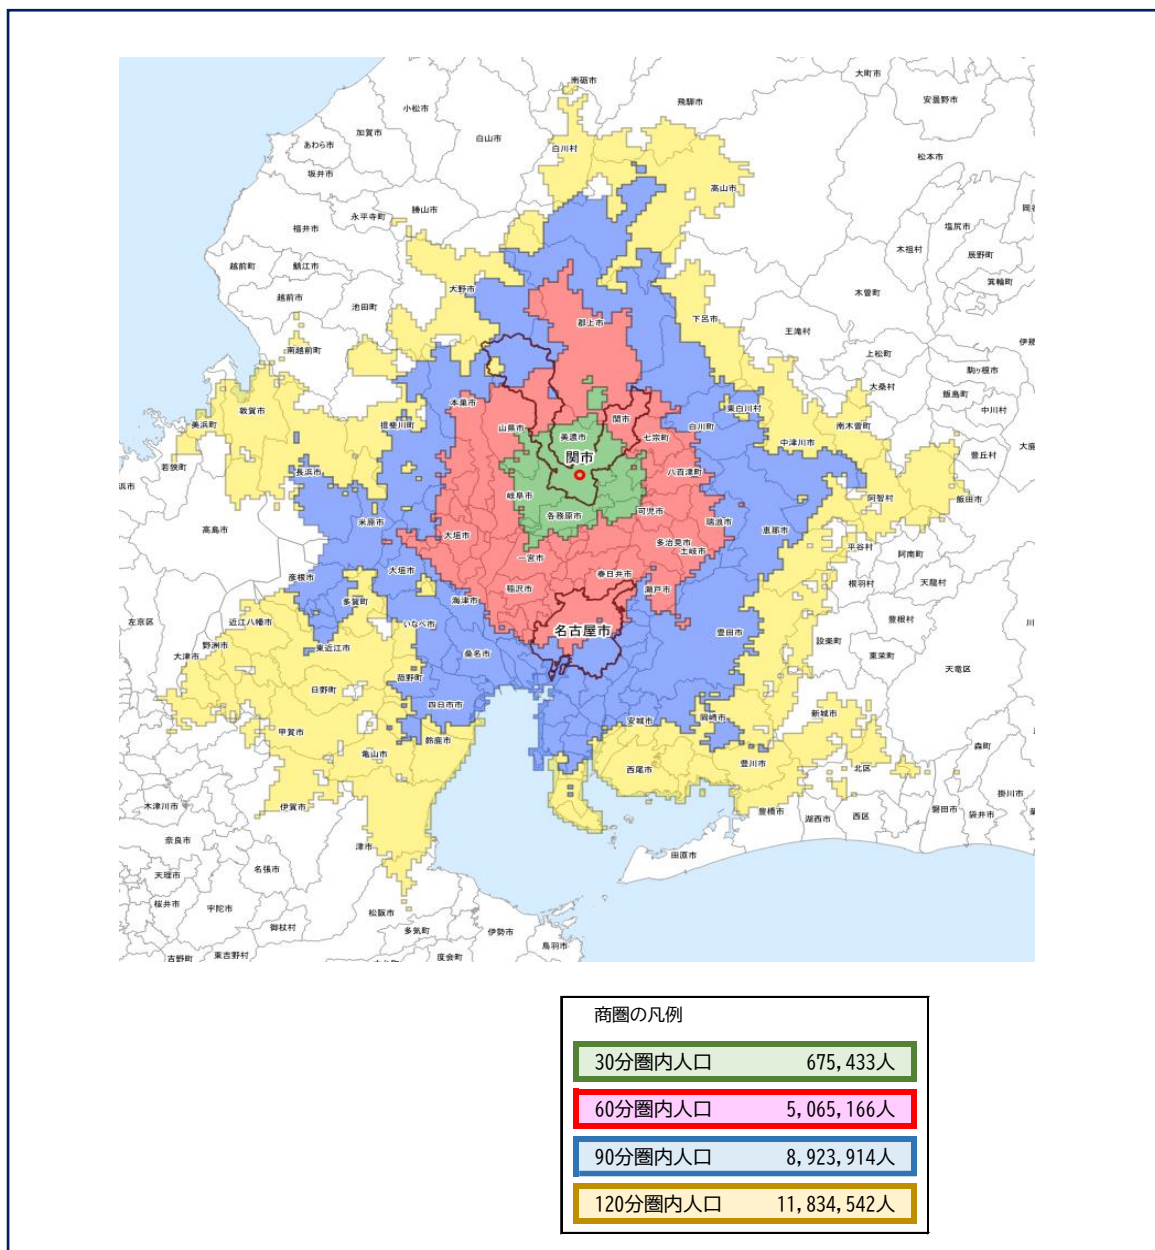 南砺市
大町市
小松市
飛騨市
安曇野市
加賀市
白山市
あわら市
白川村
松本市
坂井市
高山市
岡谷
永平寺町
勝山市
福井市
塩尻市
木祖村
辰野町
越前町
鯖江市
大野市
箕輪町
越前市
木曽町
池田町
郡上市
下呂市
王滝村
南越前町
上松町
駒ヶ根市
大桑村
本巣市
飯島町
敦賀市
関市
東白川村
中川村
美浜町
揖斐川町
山県市
白川町
南木曽町
美濃市
七宗町
中津川市
関市
豊丘村
若狭町
長浜市
八百津町
岐阜市
阿智村
飯田市
各務原市
可児市
米原市
瑞浪市
高島市
恵那市
大垣市
多治見市
土岐市
平谷村
阿南町
一宮市
大垣市
春日井市
彦根市
根羽村
天龍村
稲沢市
瀬戸市
多賀町
海津市
左京区
近江八幡市
いなべ市
名古屋市
豊田市
豊根村
野洲市
東近江市
設楽町
大津市
桑名市
東栄町
天竜区
菰野町
日野町
四日市市
新城市
安城市
岡崎市
甲賀市
鈴鹿市
亀山市
森町
西尾市
豊川市
北区
掛川市
木津川市
伊賀市
豊橋市
湖西市
西区
磐田市
袋井市
奈良市
津市
田原市
天理市
名張市
桜井市
宇陀市
松阪市
御杖村
多気町
伊勢市
鳥羽市
吉野町
東吉野村
度会町
商圏の凡例
30分圏内人口 675,433人
60分圏内人口 5,065,166人
90分圏内人口 8,923,914人
120分圏内人口 11,834,542人